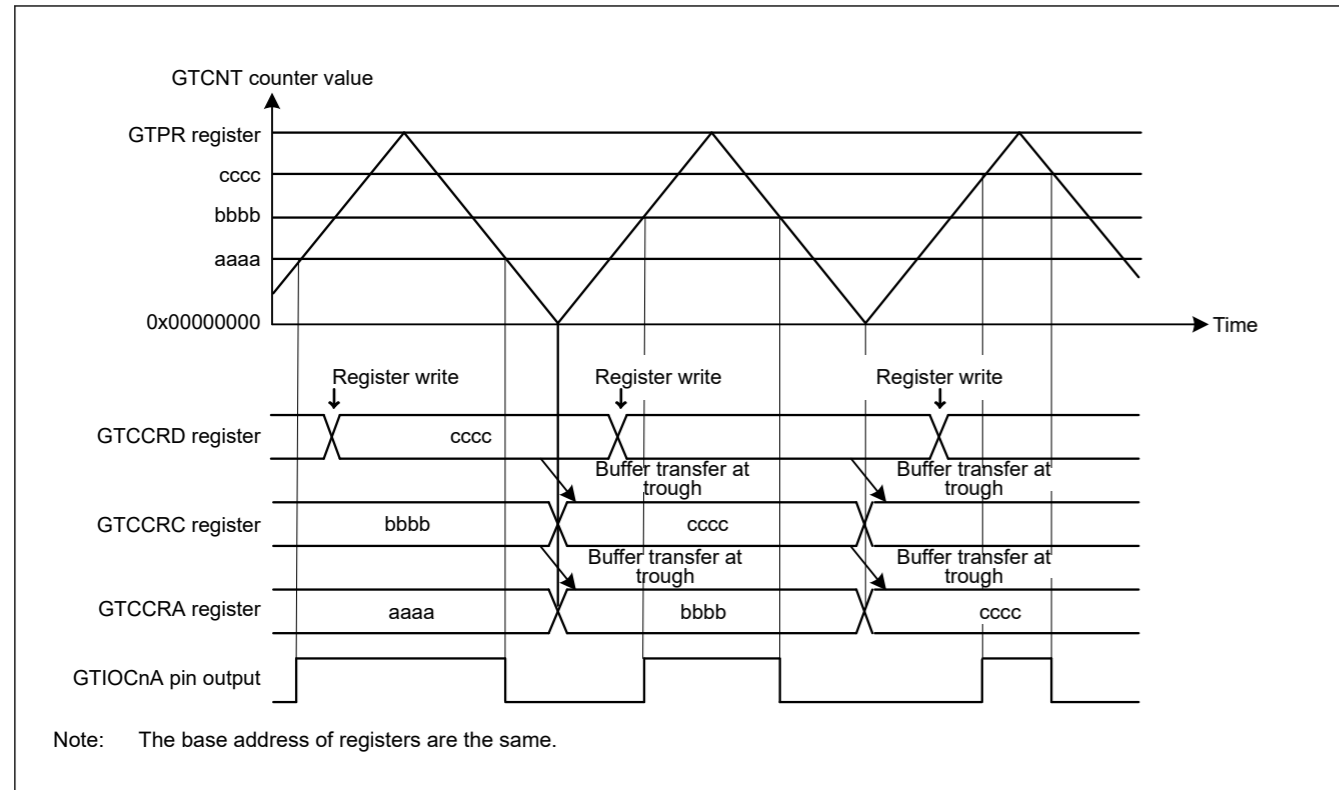 GTCNT counter value
GTPR register
cccc
bbbb
aaaa
0x00000000
Time
Register write
Register write
Register write
GTCCRD register
cccc
Buffer transfer at
trough
Buffer transfer at
trough
GTCCRC register
bbbb
cccc
Buffer transfer at
trough
Buffer transfer at
trough
GTCCRA register
aaaa
bbbb
cccc
GTIOCnA pin output
Note: The base address of registers are the same.